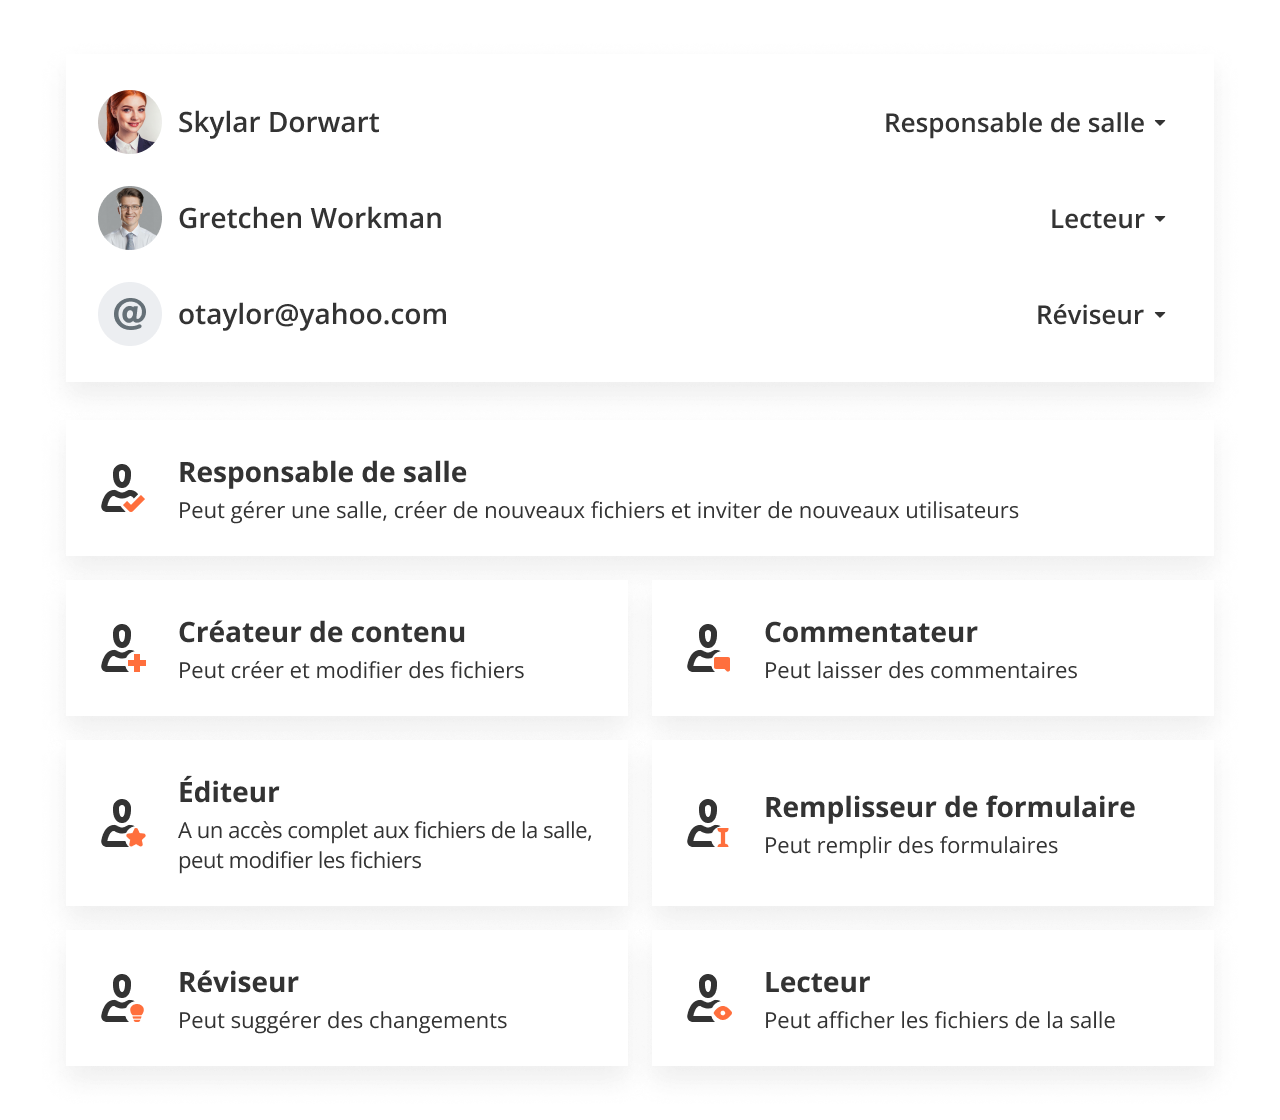 Skylar Dorwart
Responsable de salle
Gretchen Workman
Lecteur
@
otaylor@yahoo.com
Réviseur
Responsable de salle
Peut gérer une salle, créer de nouveaux fichiers et inviter de nouveaux utilisateurs
Créateur de contenu
Peut créer et modifier des fichiers
Commentateur
Peut laisser des commentaires
Éditeur
A un accès complet aux fichiers de la salle,
peut modifier les fichiers
Remplisseur de formulaire
Peut remplir des formulaires
Réviseur
Peut suggérer des changements
Lecteur
Peut afficher les fichiers de la salle